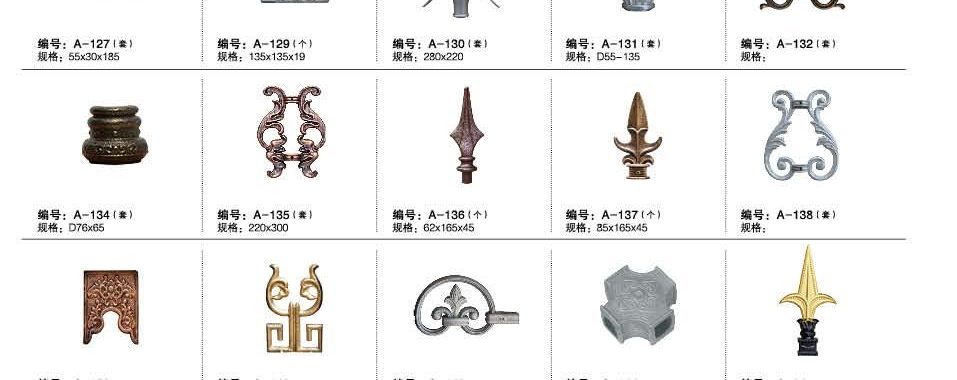 编号：A-127（套）
规格：55x30x185
编号：A-129（个）
规格：135x135x19
编号：A-130（套）
规格：280x220
编号：A-131（套）
规格：D55-135
编号：A-132（套）
规格：
编号：A-134（套）
规格：D76x65
编号：A-135（套）
规格：220x300
编号：A-136（个）
规格：62x165x45
编号：A-137（个）
规格：85x165x45
编号：A-138（套）
规格：